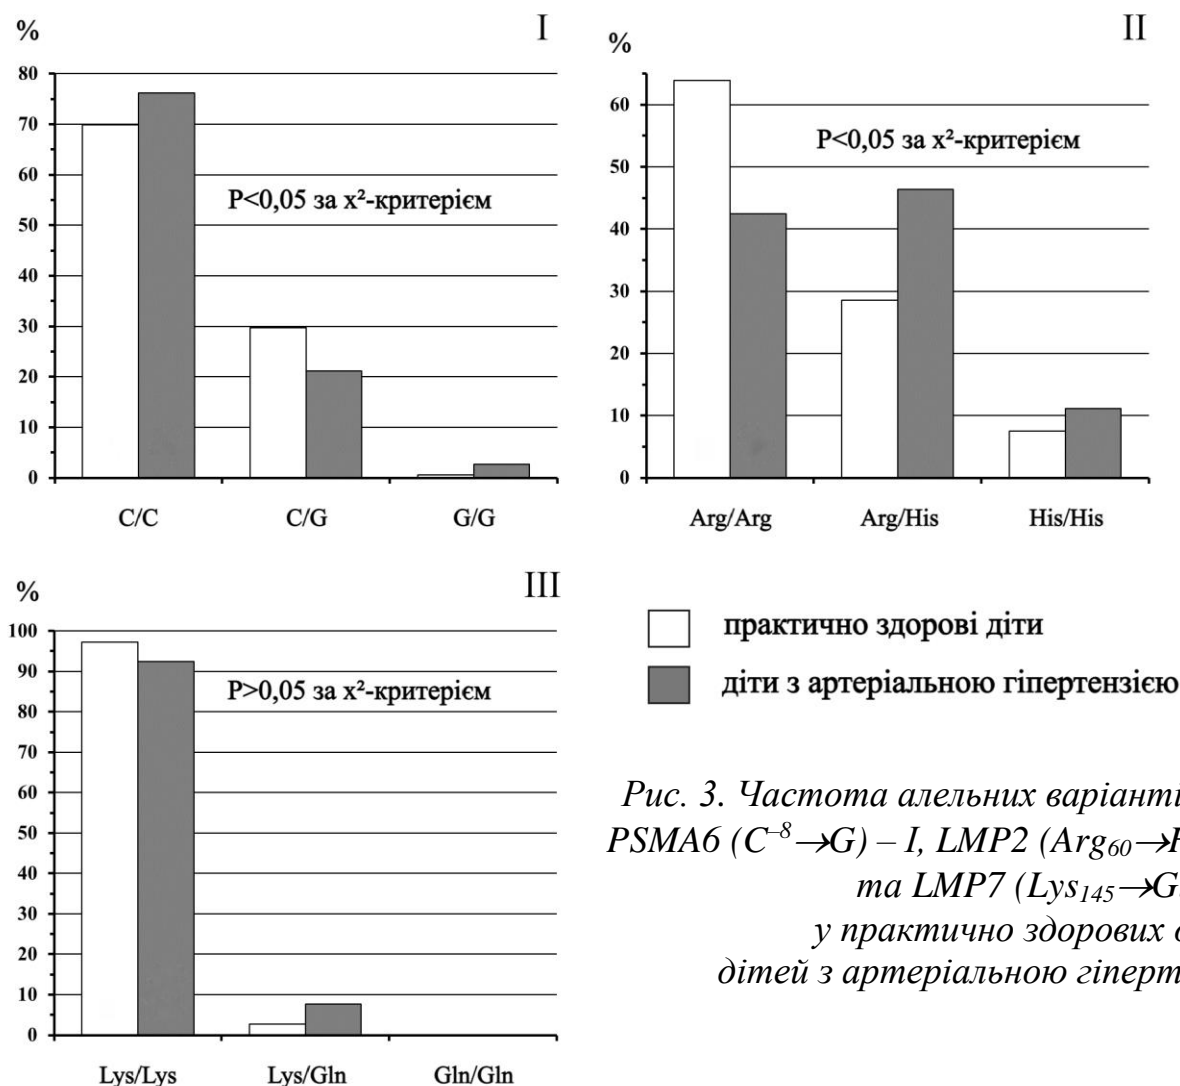 %
I
80
70
60
50
40
30
20
10
0
P<0,05 за x²-критерієм
C/C
C/G
G/G
%
II
60
50
40
30
20
10
0
P<0,05 за x²-критерієм
Arg/Arg
Arg/His
His/His
%
III
100
90
80
70
60
50
40
30
20
10
0
P>0,05 за x²-критерієм
Lys/Lys
Lys/Gln
Gln/Gln
практично здорові діти
діти з артеріальною гіпертензією
Рис. 3. Частота алельних варіанті
PSMA6 (C⁻⁸→G) – I, LMP2 (Arg₆₀→
та LMP7 (Lys₁₄₅→G
у практично здорових
дітей з артеріальною гіперт